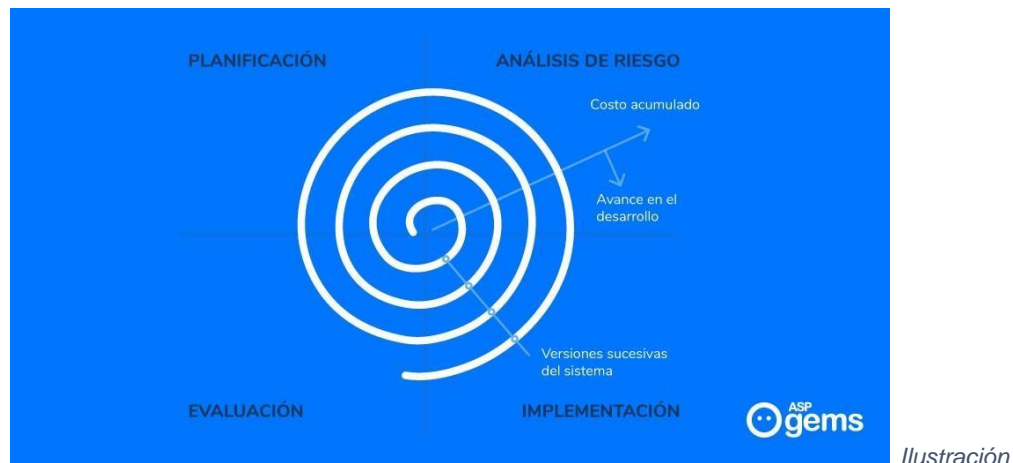 PLANIFICACIÓN
ANÁLISIS DE RIESGO
Costo acumulado
Avance en el
desarrollo
Versiones sucesivas
del sistema
EVALUACIÓN
IMPLEMENTACIÓN
ASP
gems
Ilustración